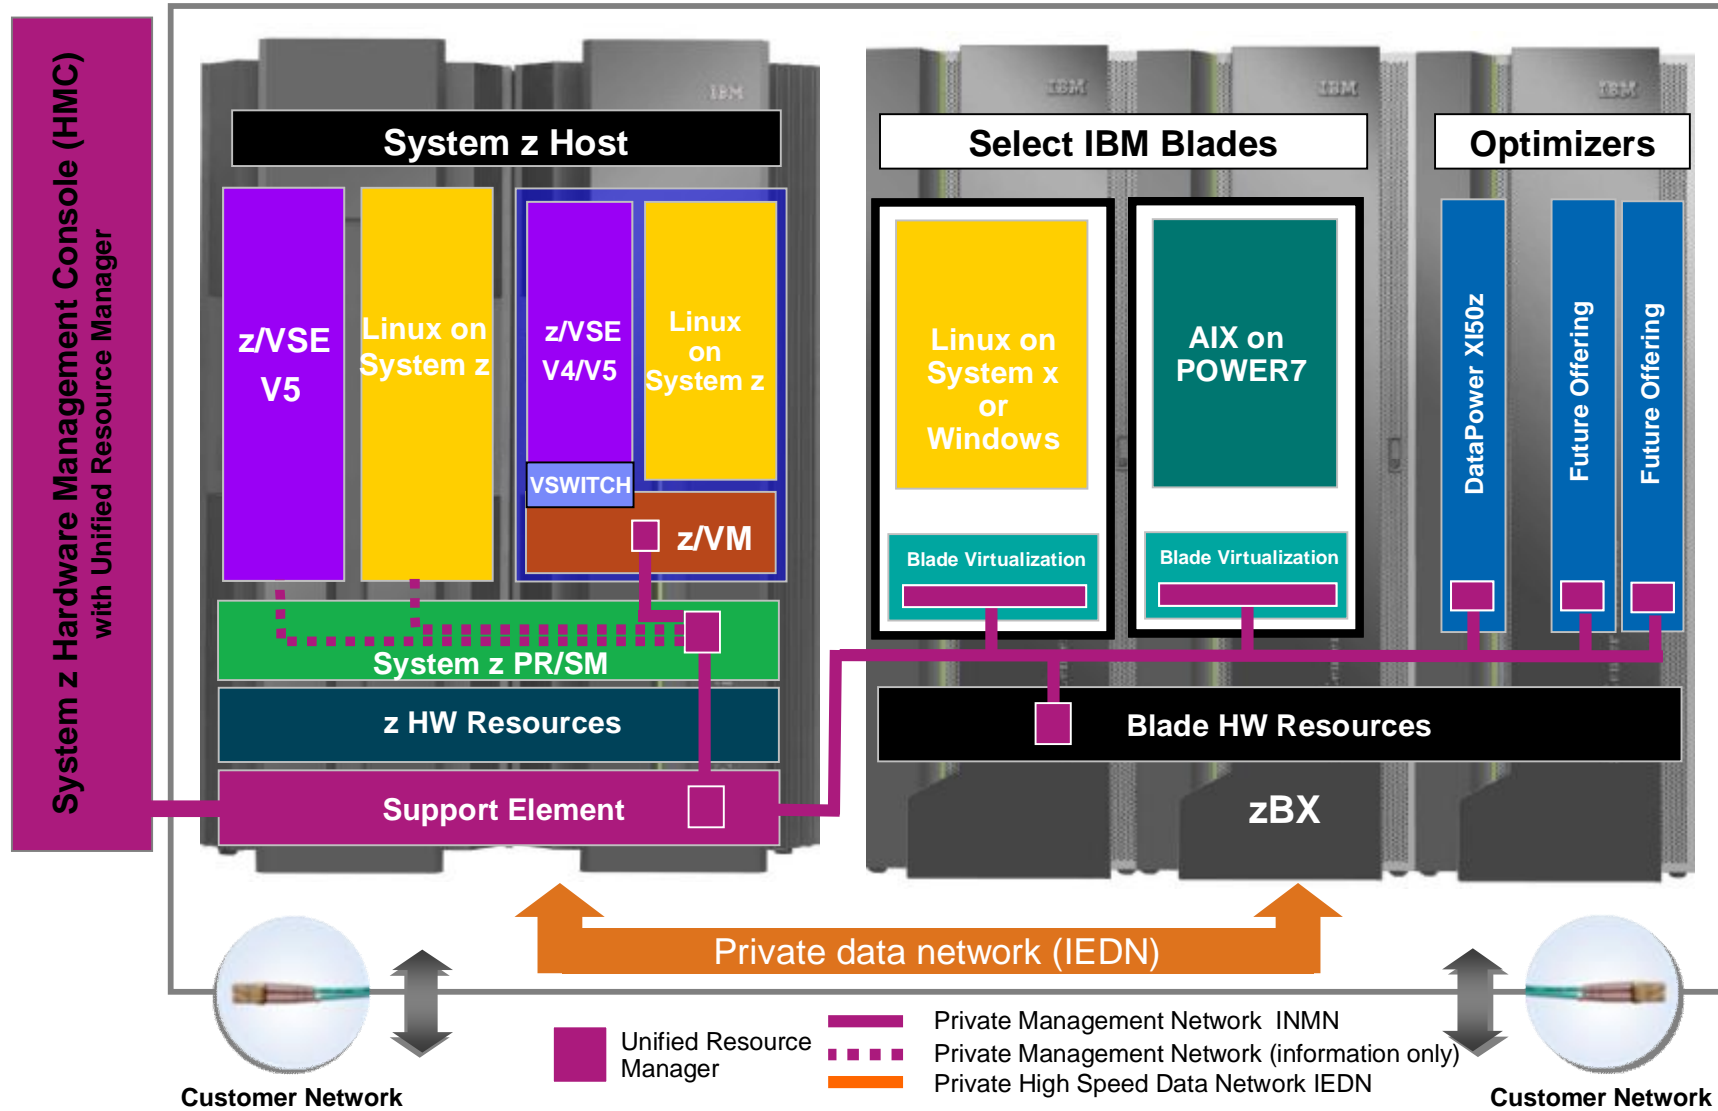 System z Hardware Management Console (HMC)
with Unified Resource Manager
IBM
System z Host
z/VSE
V5
Linux on
System z
z/VSE
V4/V5
Linux
on
System z
VSWITCH
z/VM
System z PR/SM
z HW Resources
Support Element
IBM
IBM
IBM
Select IBM Blades
Optimizers
Linux on
System x
or
Windows
AIX on
POWER7
Blade Virtualization
Blade Virtualization
DataPower XI50z
Future Offering
Future Offering
Blade HW Resources
zBX
Private data network (IEDN)
Customer Network
Unified Resource
Manager
Private Management Network INMN
Private Management Network (information only)
Private High Speed Data Network IEDN
Customer Network